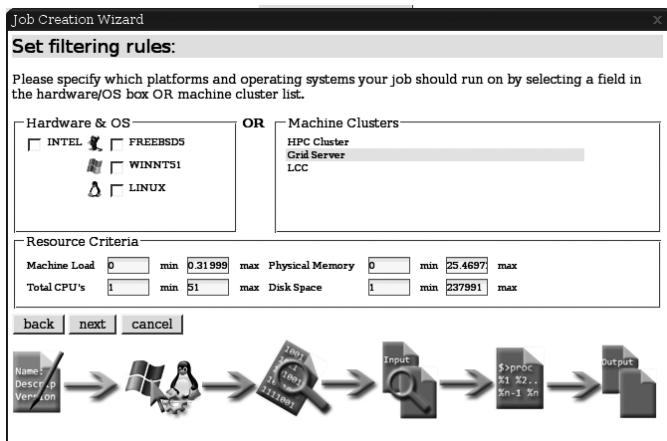 Job Creation Wizard x
Set filtering rules:
Please specify which platforms and operating systems your job should run on by selecting a field in
the hardware/OS box OR machine cluster list.
Hardware & OS
INTEL FREEBSD5
WINNT51
LINUX
OR
Machine Clusters
HPC Cluster
Grid Server
LCC
Resource Criteria
Machine Load 0 min 0.31999 max Physical Memory 0 min 25.4697 max
Total CPU's 1 min 51 max Disk Space 1 min 237991 max
back next cancel
Name:
Descrip
Version
1001
1001
1111001
Input
$>proc
%1 %2..
%n-1 %n
Output